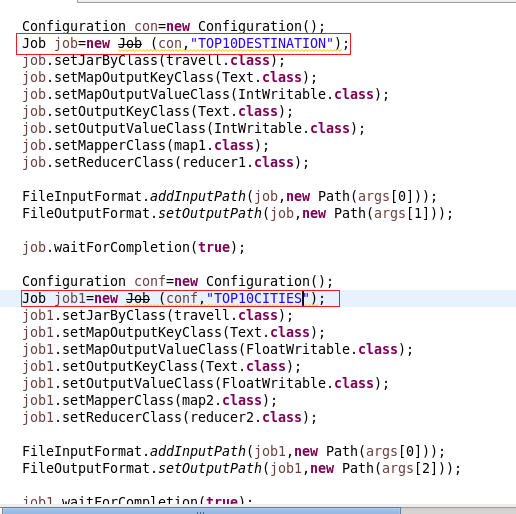 Configuration con=new Configuration();
Job job=new Job (con,"TOP10DESTINATION");
job.setJarByClass(travell.class);
job.setMapOutputKeyClass(Text.class);
job.setMapOutputValueClass(IntWritable.class);
job.setOutputKeyClass(Text.class);
job.setOutputValueClass(IntWritable.class);
job.setMapperClass(map1.class);
job.setReducerClass(reducer1.class);
FileInputFormat.addInputPath(job,new Path(args[0]));
FileOutputFormat.setOutputPath(job,new Path(args[1]));
job.waitForCompletion(true);
Configuration conf=new Configuration();
Job job1=new Job (conf,"TOP10CITIES");
job1.setJarByClass(travell.class);
job1.setMapOutputKeyClass(Text.class);
job1.setMapOutputValueClass(FloatWritable.class);
job1.setOutputKeyClass(Text.class);
job1.setOutputValueClass(FloatWritable.class);
job1.setMapperClass(map2.class);
job1.setReducerClass(reducer2.class);
FileInputFormat.addInputPath(job1,new Path(args[0]));
FileOutputFormat.setOutputPath(job1,new Path(args[2]));
job1.waitForCompletion(true);